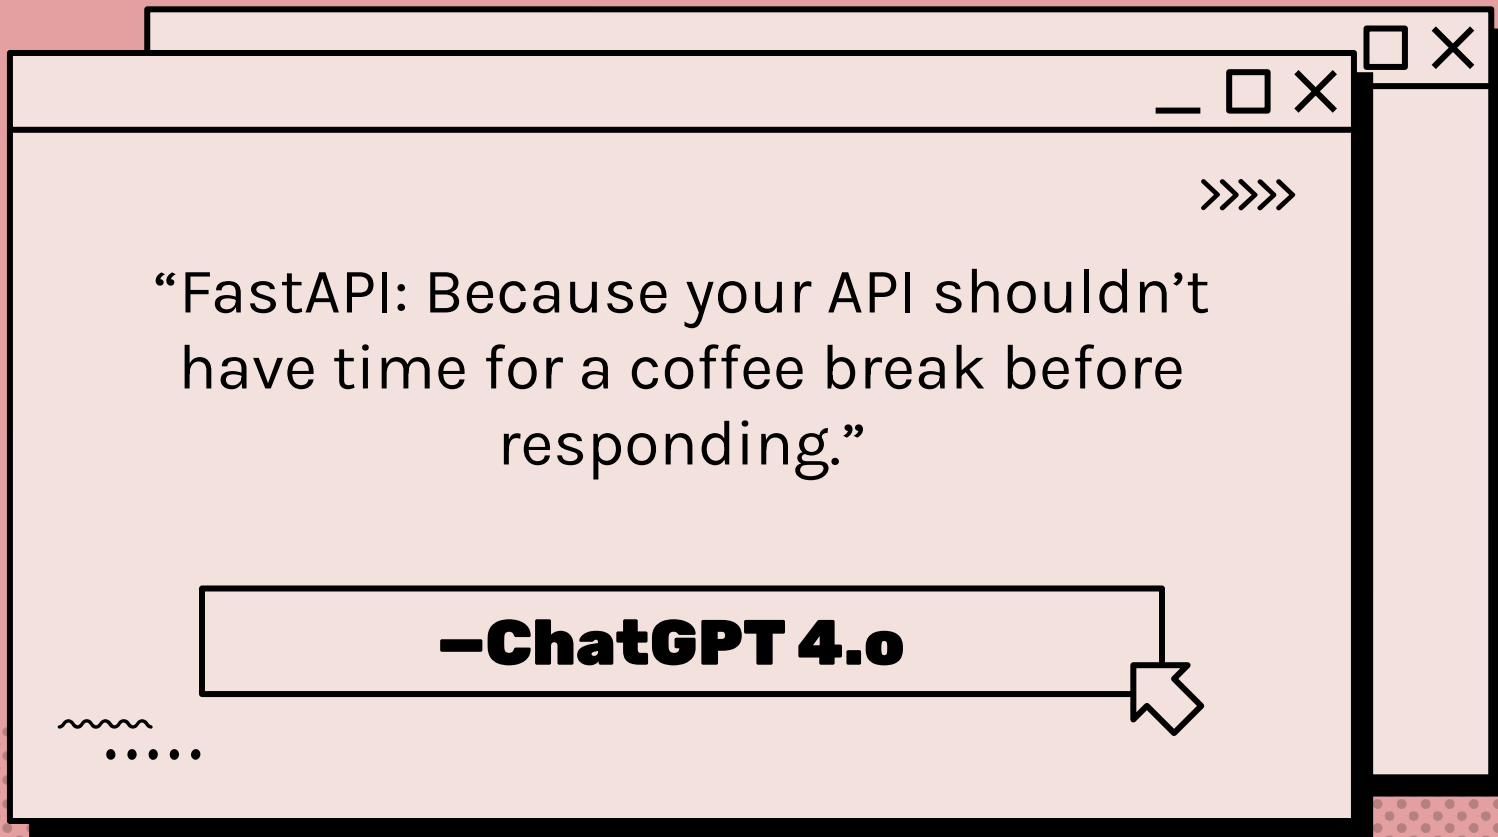 “FastAPI: Because your API shouldn’t
have time for a coffee break before
responding.”
—ChatGPT 4.o